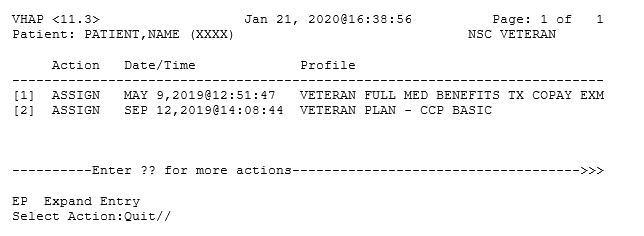 VHAP <11.3> Jan 21, 2020@16:38:56 Page: 1 of 1
Patient: PATIENT,NAME (XXXX) NSC VETERAN
Action Date/Time Profile
--------------------------------------------------------------------------
[1] ASSIGN MAY 9,2019@12:51:47 VETERAN FULL MED BENEFITS TX COPAY EXM
[2] ASSIGN SEP 12,2019@14:08:44 VETERAN PLAN - CCP BASIC
----------Enter ?? for more actions------------------------------------>>>
EP Expand Entry
Select Action:Quit//